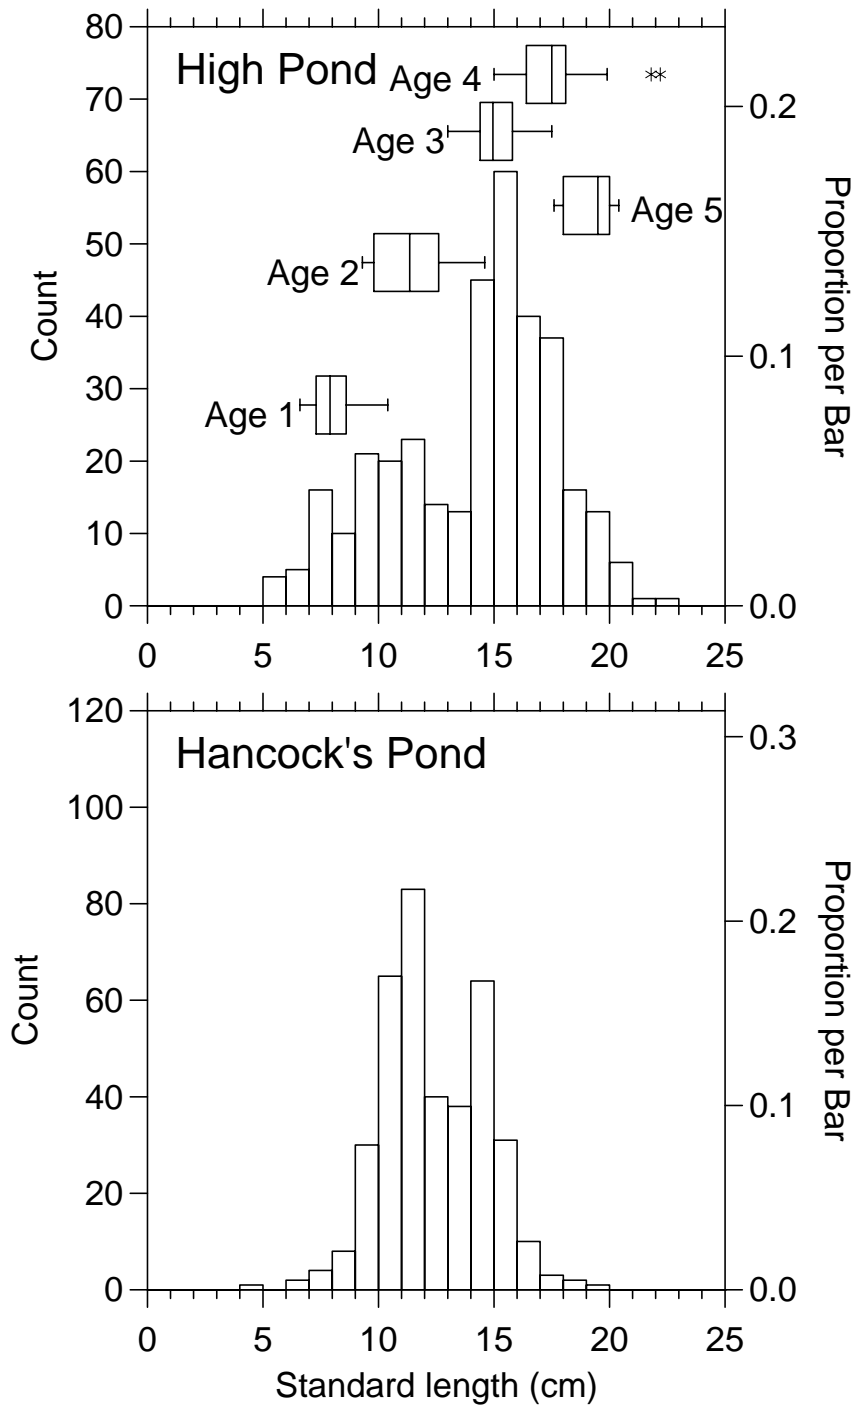 80
70
60
50
40
30
20
10
0
Count
High Pond
Age 4
**
Age 3
Age 5
Age 2
Age 1
0.2
0.1
0.0
Proportion per Bar
0 5 10 15 20 25
120
100
80
60
40
20
0
Count
Hancock's Pond
0.3
0.2
0.1
0.0
Proportion per Bar
0 5 10 15 20 25
Standard length (cm)